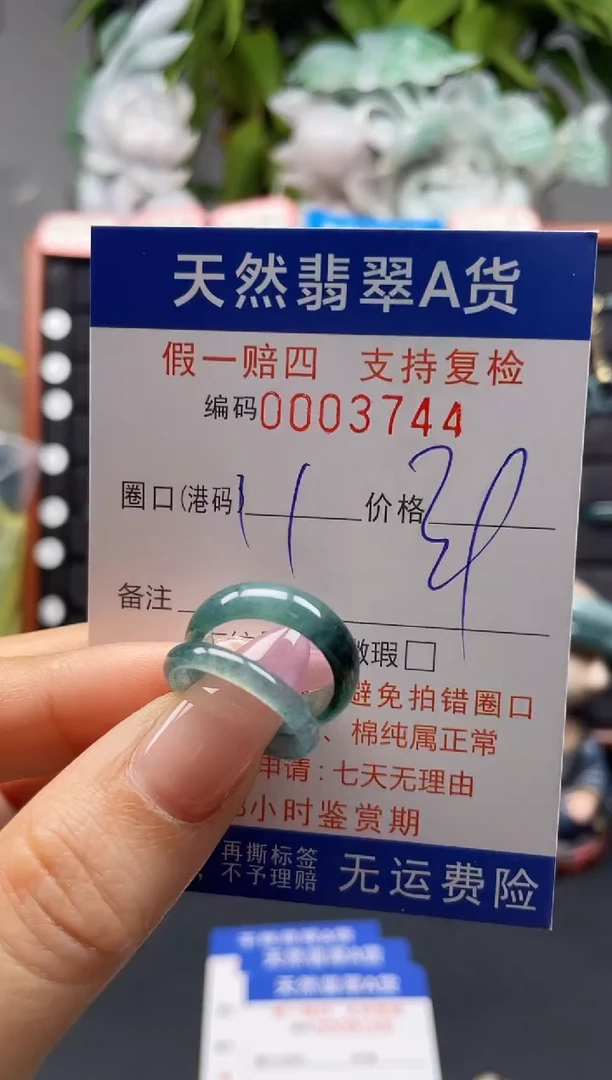 天然翡翠A货
假一赔四 支持复检
编码0003744
圈口(港码) 11 价格
备注
微瑕□
避免拍错圈口
、棉纯属正常
申请：七天无理由
8小时鉴赏期
再撕标签
不予理赔
无运费险